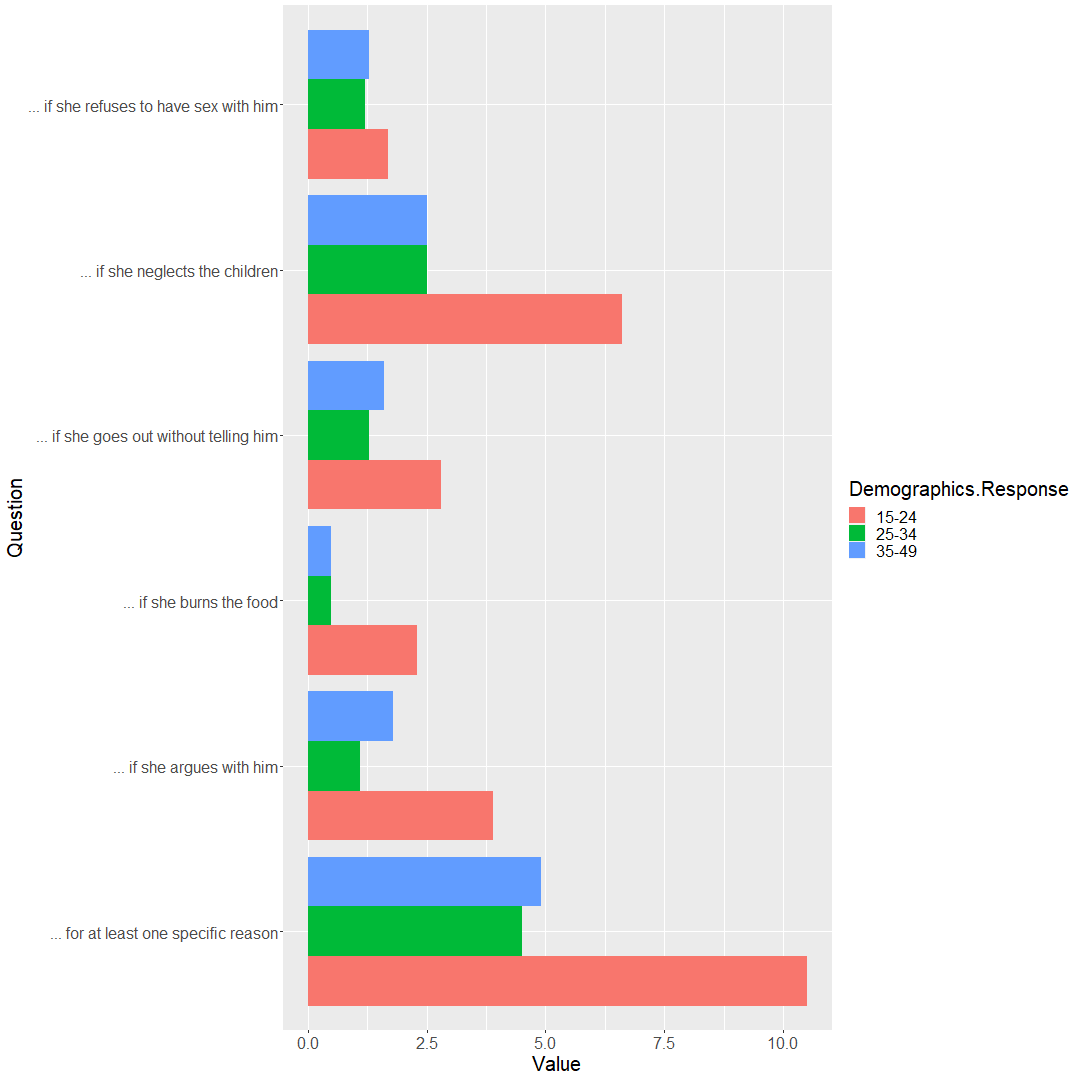 ... if she refuses to have sex with him
... if she neglects the children
... if she goes out without telling him
... if she burns the food
... if she argues with him
... for at least one specific reason
Question
0.0 2.5 5.0 7.5 10.0
Value
Demographics.Response
15-24
25-34
35-49